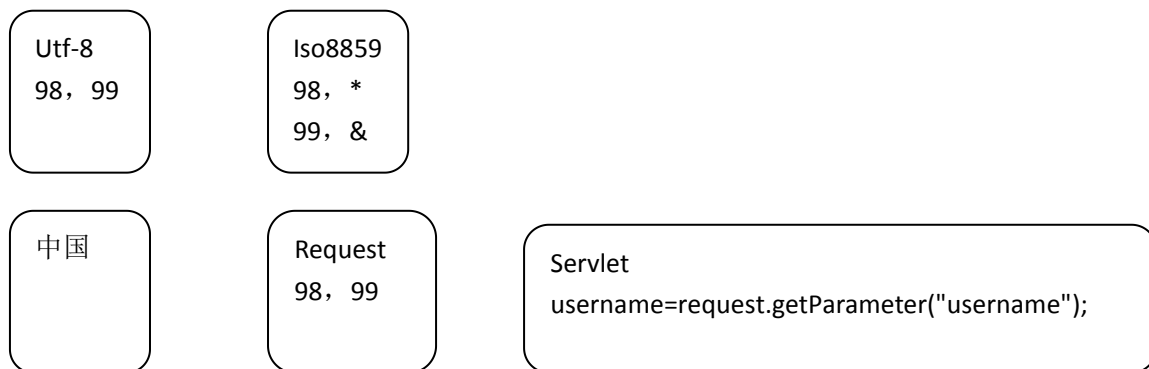 Utf-8
98，99
Iso8859
98，*
99，&
中国
Request
98，99
Servlet
username=request.getParameter("username");